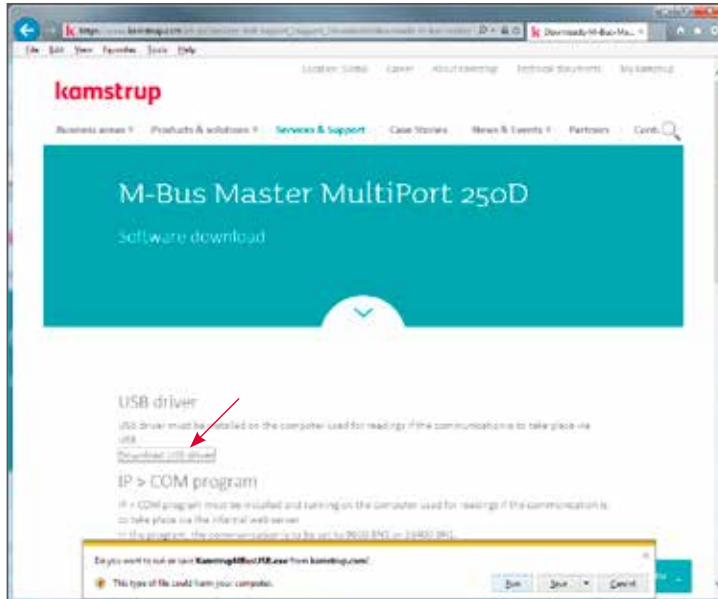 https
Downloads-M-Bus-Ma...
File Edit View Favorites Tools Help
Location: Global Career About Kamstrup Technical documents My Kamstrup
kamstrup
Business areas Products & solutions Services & Support Case Stories News & Events Partners Cont
M-Bus Master MultiPort 250D
Software download
USB driver
USB driver must be installed on the computer used for readings if the communication is to take place via
USB
Download USB driver
IP > COM program
IP > COM program must be installed and running on the computer used for readings if the communication is
to take place via the internal web server
In the program, the communication is to be set to 9600 8N1 or 38400 8N1.
Do you want to run or save KamstrupMBusUSB.exe from kamstrup.com?
This type of file could harm your computer.
Run Save Cancel